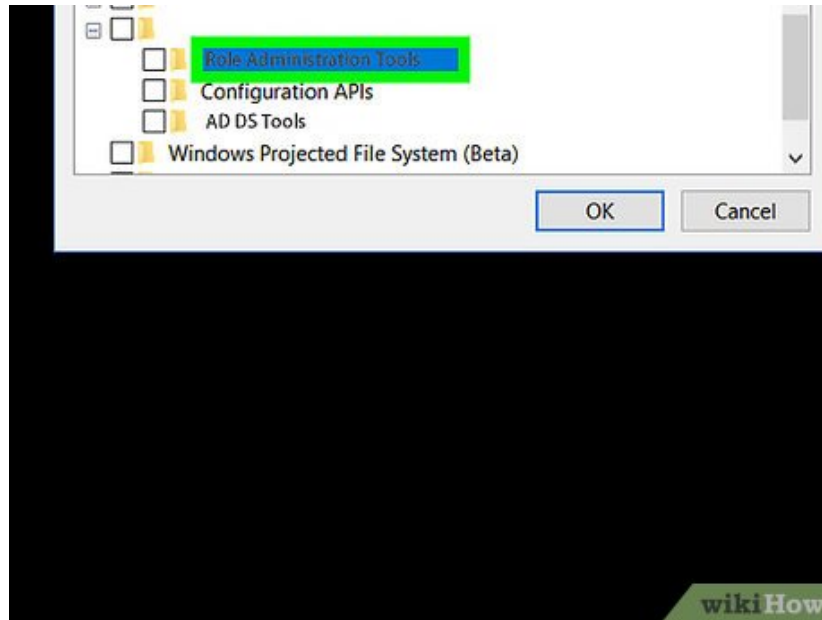 Role Administration Tools
Configuration APIs
AD DS Tools
Windows Projected File System (Beta)
OK
Cancel
wikiHow